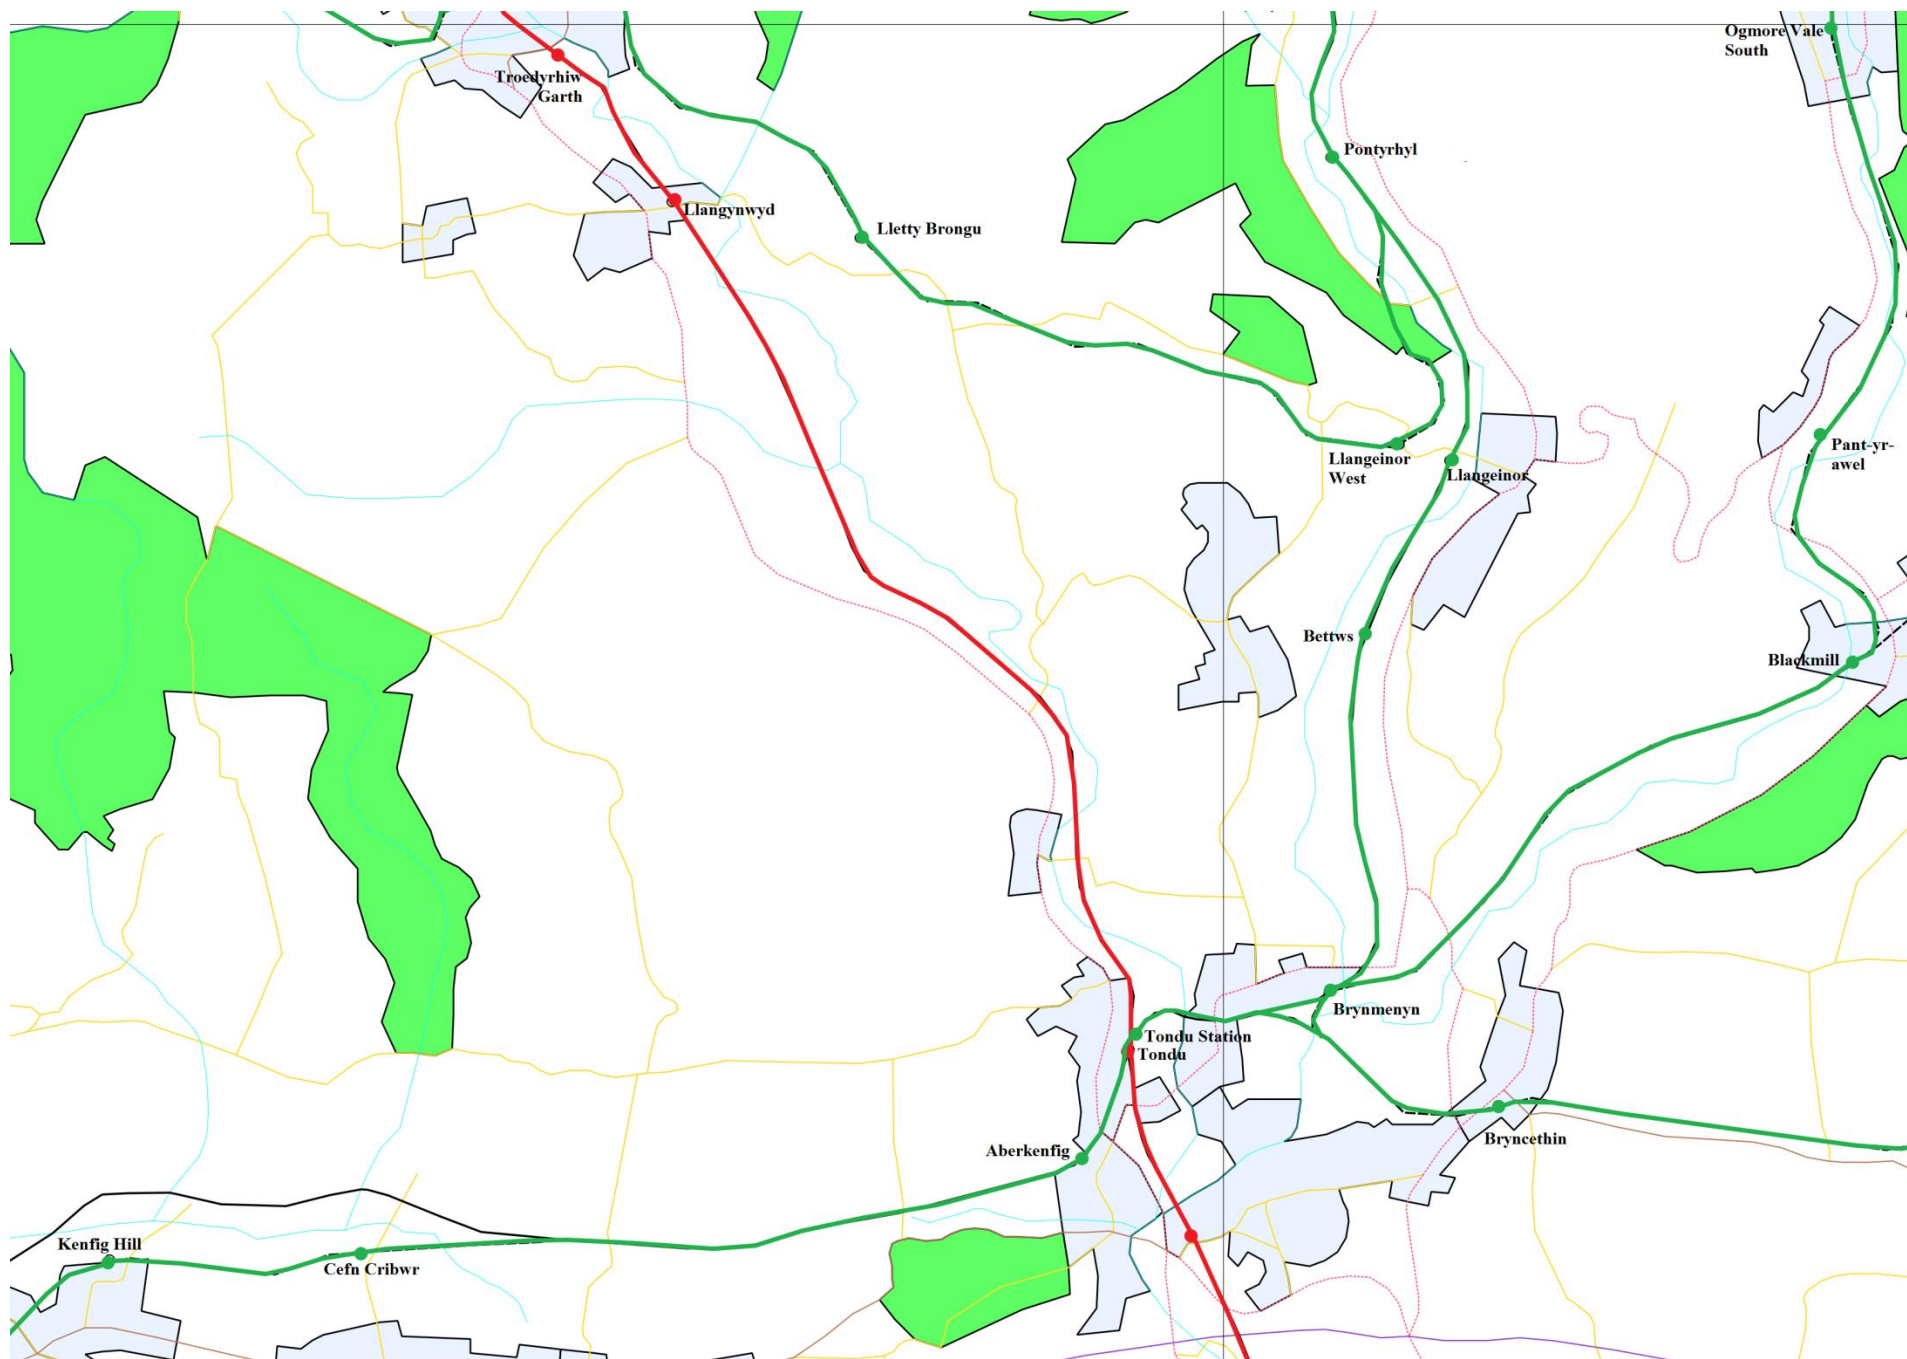 Ogmore Vale
South
Troedyrhiw
Garth
Pontyrhyl
Llangynwyd
Lletty Brongu
Pant-yr-
awel
Llangeinor
West
Llangeinor
Bettws
Blackmill
Brynmenyn
Tondu Station
Tondu
Bryncethin
Aberkenfig
Kenfig Hill
Cefn Cribwr